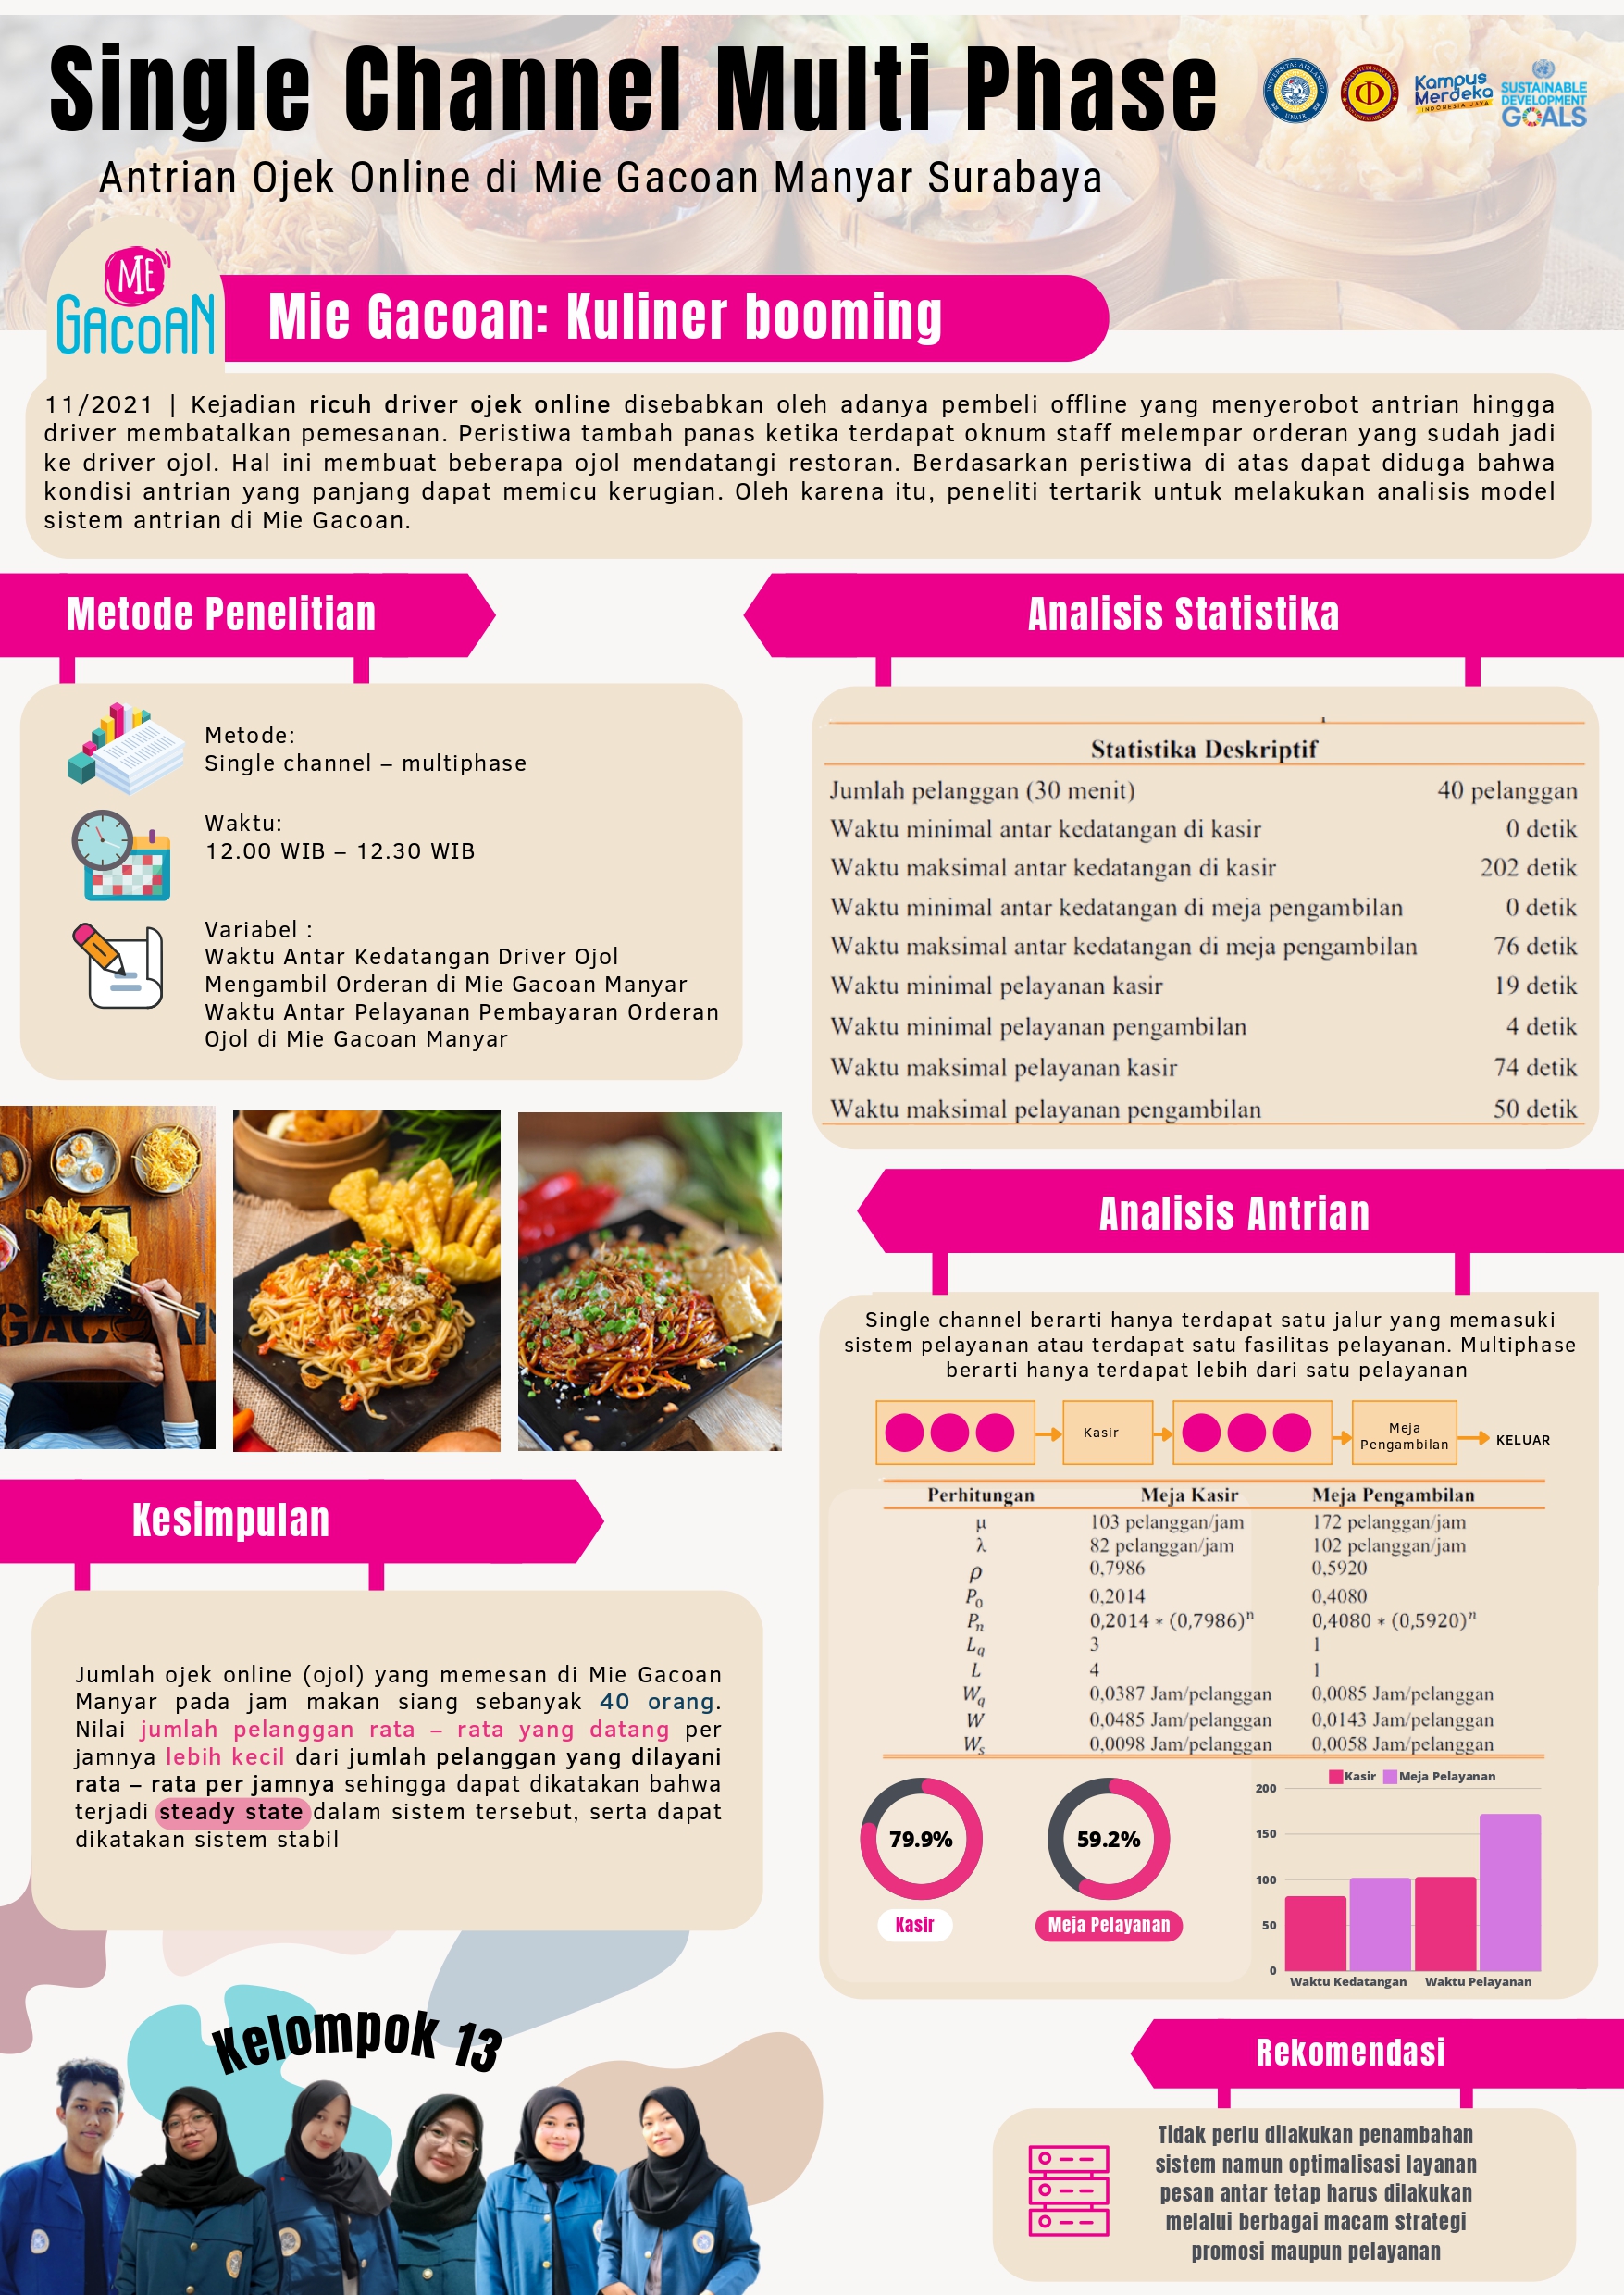 Single Channel Multi Phase
Antrian Ojek Online di Mie Gacoan Manyar Surabaya
UNIVERSITAS AIRLANGGA
UNAIR
Kampus
Merdeka
INDONESIA JAYA
SUSTAINABLE
DEVELOPMENT
GOALS
ME
GACOAN
Mie Gacoan: Kuliner booming
11/2021 | Kejadian ricuh driver ojek online disebabkan oleh adanya pembeli offline yang menyerobot antrian hingga
driver membatalkan pemesanan. Peristiwa tambah panas ketika terdapat oknum staff melempar orderan yang sudah jadi
ke driver ojol. Hal ini membuat beberapa ojol mendatangi restoran. Berdasarkan peristiwa di atas dapat diduga bahwa
kondisi antrian yang panjang dapat memicu kerugian. Oleh karena itu, peneliti tertarik untuk melakukan analisis model
sistem antrian di Mie Gacoan.
Metode Penelitian
Metode:
Single channel – multiphase
Waktu:
12.00 WIB – 12.30 WIB
Variabel :
Waktu Antar Kedatangan Driver Ojol
Mengambil Orderan di Mie Gacoan Manyar
Waktu Antar Pelayanan Pembayaran Orderan
Ojol di Mie Gacoan Manyar
Analisis Statistika
Statistika Deskriptif
Jumlah pelanggan (30 menit) 40 pelanggan
Waktu minimal antar kedatangan di kasir 0 detik
Waktu maksimal antar kedatangan di kasir 202 detik
Waktu minimal antar kedatangan di meja pengambilan 0 detik
Waktu maksimal antar kedatangan di meja pengambilan 76 detik
Waktu minimal pelayanan kasir 19 detik
Waktu minimal pelayanan pengambilan 4 detik
Waktu maksimal pelayanan kasir 74 detik
Waktu maksimal pelayanan pengambilan 50 detik
GACOAN
Analisis Antrian
Single channel berarti hanya terdapat satu jalur yang memasuki
sistem pelayanan atau terdapat satu fasilitas pelayanan. Multiphase
berarti hanya terdapat lebih dari satu pelayanan
Kasir
Meja
Pengambilan
KELUAR
Perhitungan Meja Kasir Meja Pengambilan
μ 103 pelanggan/jam 172 pelanggan/jam
λ 82 pelanggan/jam 102 pelanggan/jam
ρ 0,7986 0,5920
P₀ 0,2014 0,4080
Pₙ 0,2014 ∗ (0,7986)ⁿ 0,4080 ∗ (0,5920)ⁿ
L_q 3 1
L 4 1
W_q 0,0387 Jam/pelanggan 0,0085 Jam/pelanggan
W 0,0485 Jam/pelanggan 0,0143 Jam/pelanggan
W_s 0,0098 Jam/pelanggan 0,0058 Jam/pelanggan
79.9%
Kasir
59.2%
Meja Pelayanan
Kasir Meja Pelayanan
200
150
100
50
0
Waktu Kedatangan Waktu Pelayanan
Kesimpulan
Jumlah ojek online (ojol) yang memesan di Mie Gacoan
Manyar pada jam makan siang sebanyak 40 orang.
Nilai jumlah pelanggan rata – rata yang datang per
jamnya lebih kecil dari jumlah pelanggan yang dilayani
rata – rata per jamnya sehingga dapat dikatakan bahwa
terjadi steady state dalam sistem tersebut, serta dapat
dikatakan sistem stabil
Kelompok 13
Rekomendasi
Tidak perlu dilakukan penambahan
sistem namun optimalisasi layanan
pesan antar tetap harus dilakukan
melalui berbagai macam strategi
promosi maupun pelayanan